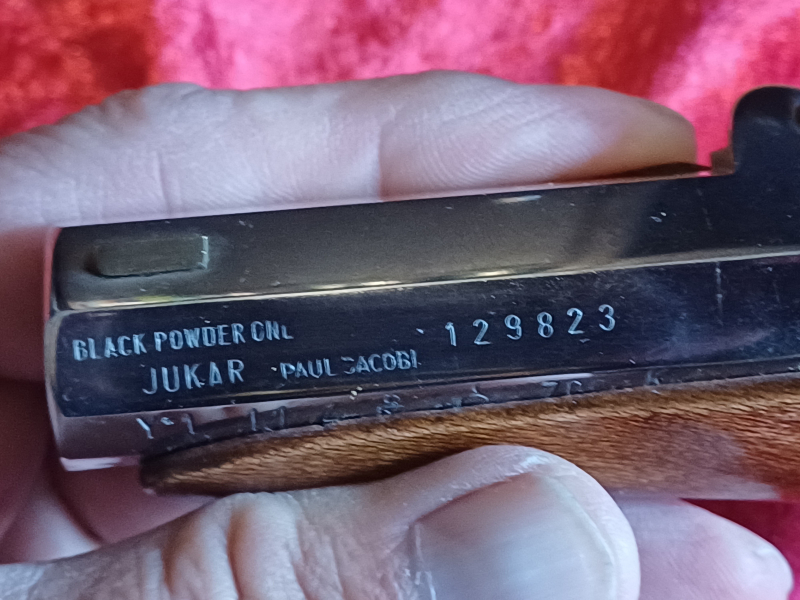 BLACK POWDER ONL
129823
JUKAR PAUL JACOBI